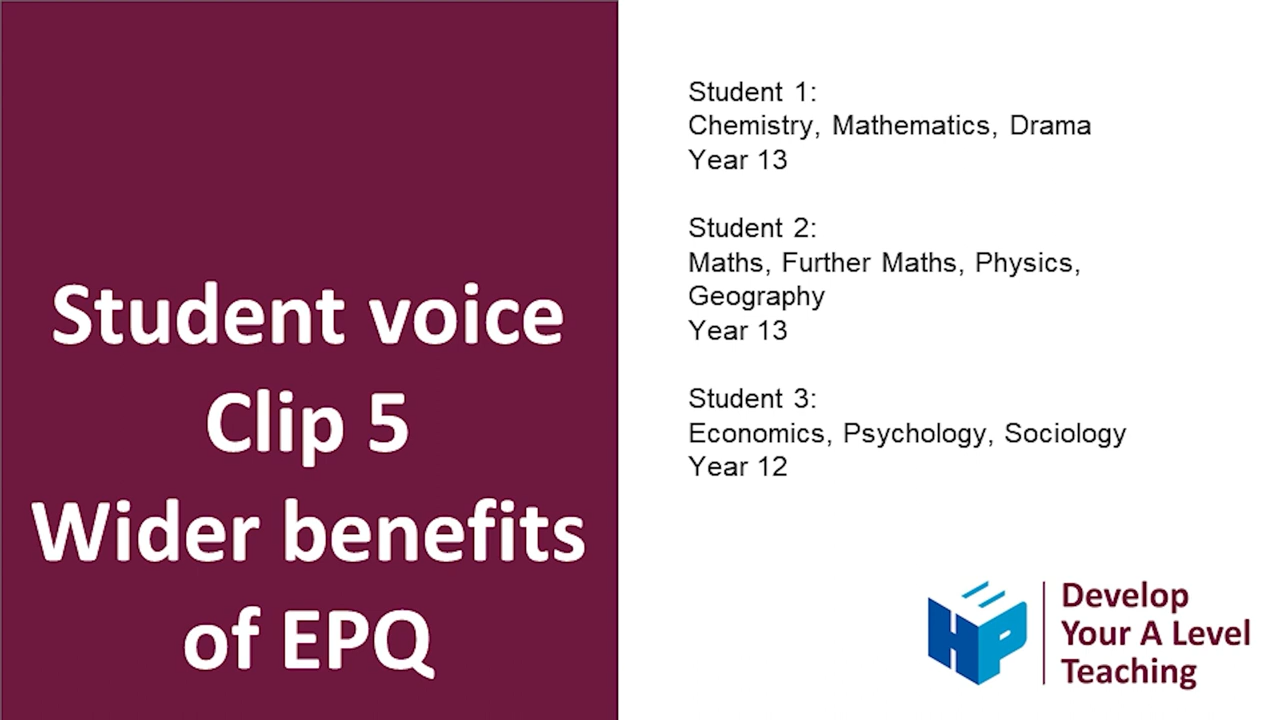 Student voice
Clip 5
Wider benefits
of EPQ
Student 1:
Chemistry, Mathematics, Drama
Year 13
Student 2:
Maths, Further Maths, Physics,
Geography
Year 13
Student 3:
Economics, Psychology, Sociology
Year 12
HEP
Develop
Your A Level
Teaching